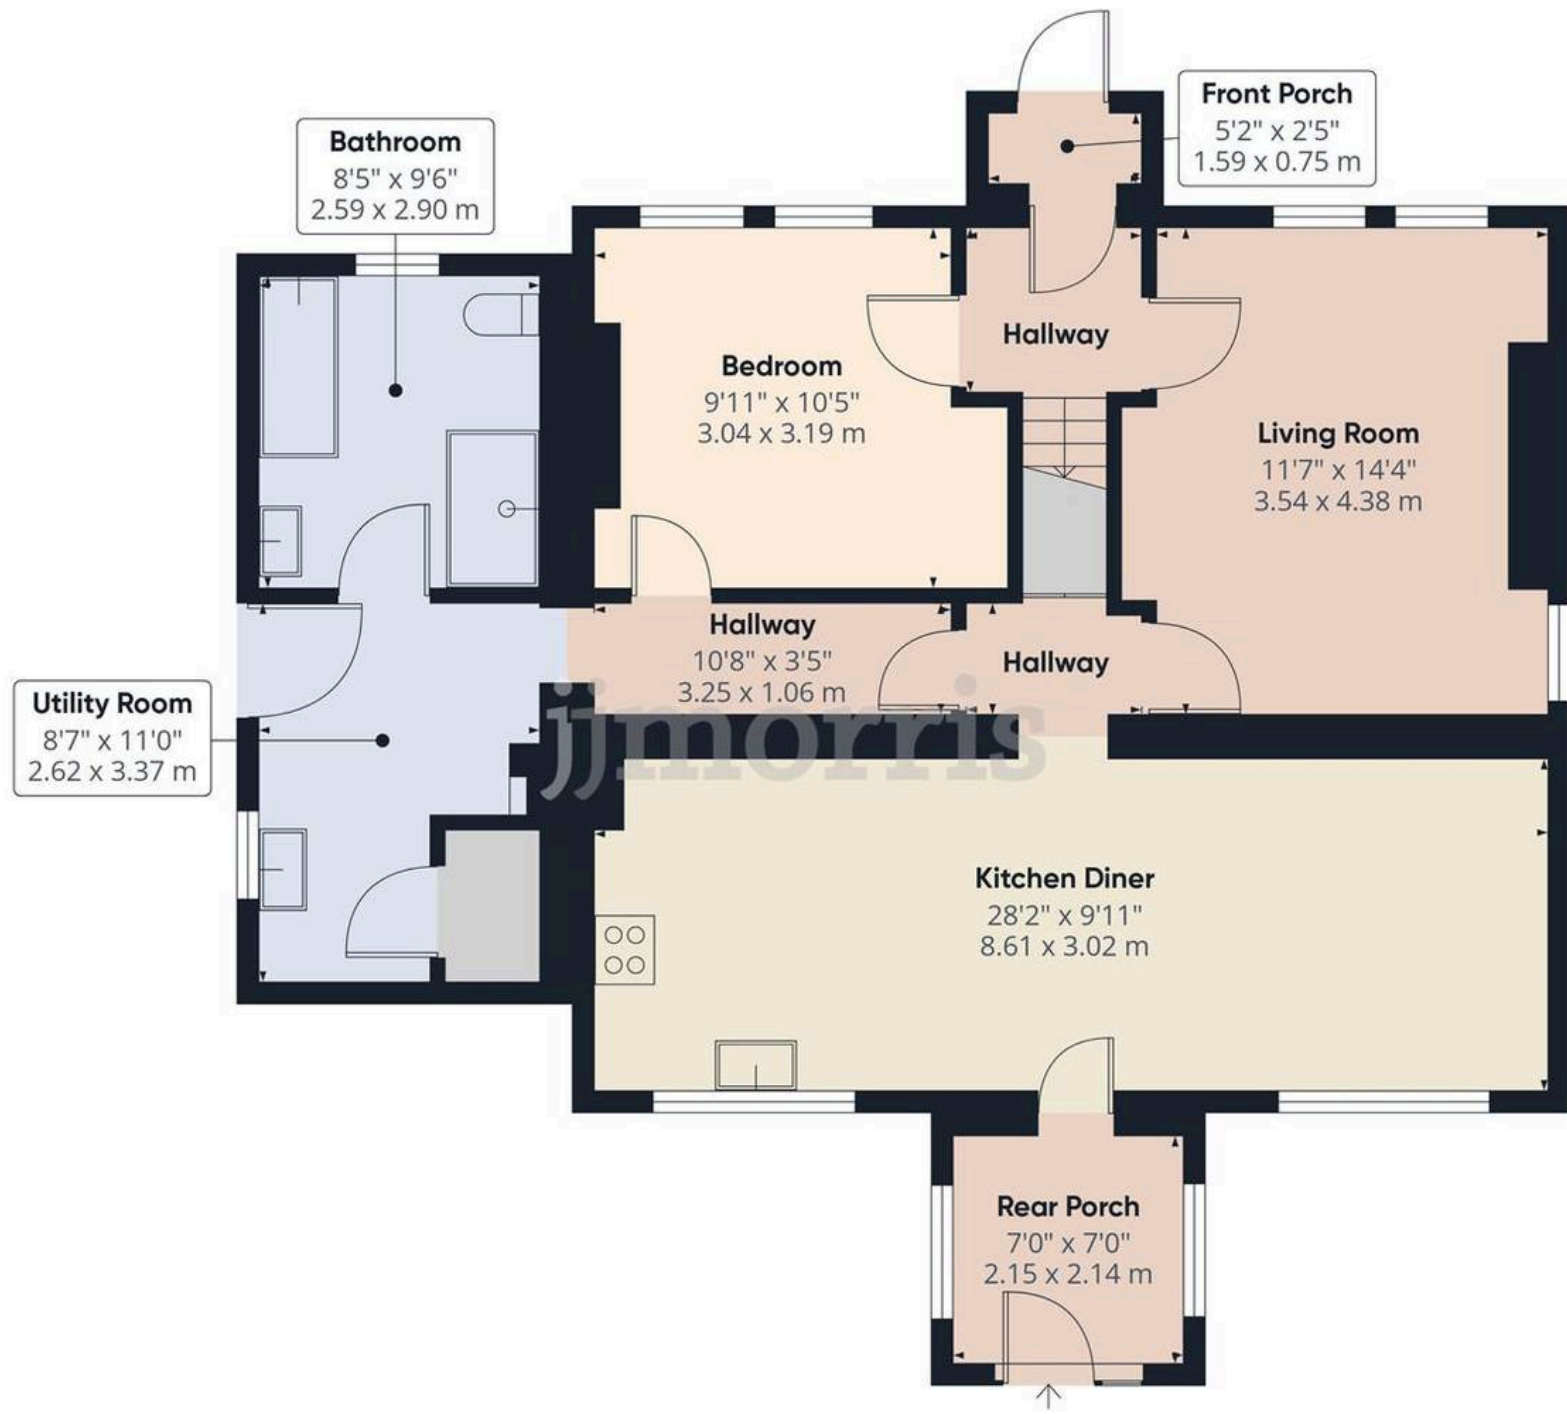 Front Porch
5'2" x 2'5"
1.59 x 0.75 m
Bathroom
8'5" x 9'6"
2.59 x 2.90 m
Hallway
Bedroom
9'11" x 10'5"
3.04 x 3.19 m
Living Room
11'7" x 14'4"
3.54 x 4.38 m
Hallway
10'8" x 3'5"
3.25 x 1.06 m
Hallway
Utility Room
8'7" x 11'0"
2.62 x 3.37 m
jjmorris
Kitchen Diner
28'2" x 9'11"
8.61 x 3.02 m
Rear Porch
7'0" x 7'0"
2.15 x 2.14 m